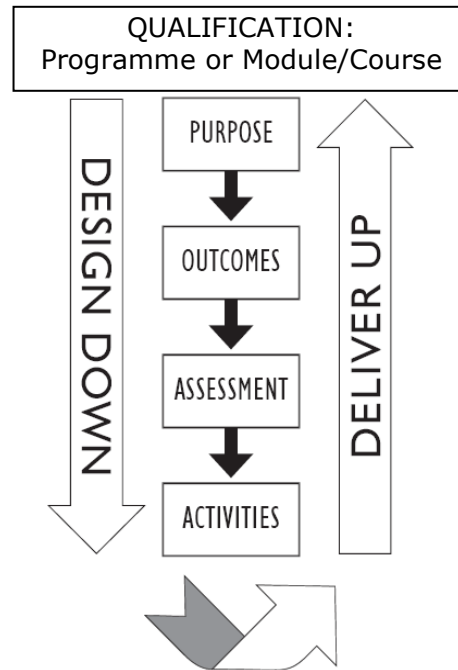 QUALIFICATION:
Programme or Module/Course
DESIGN DOWN
PURPOSE
OUTCOMES
ASSESSMENT
ACTIVITIES
DELIVER UP